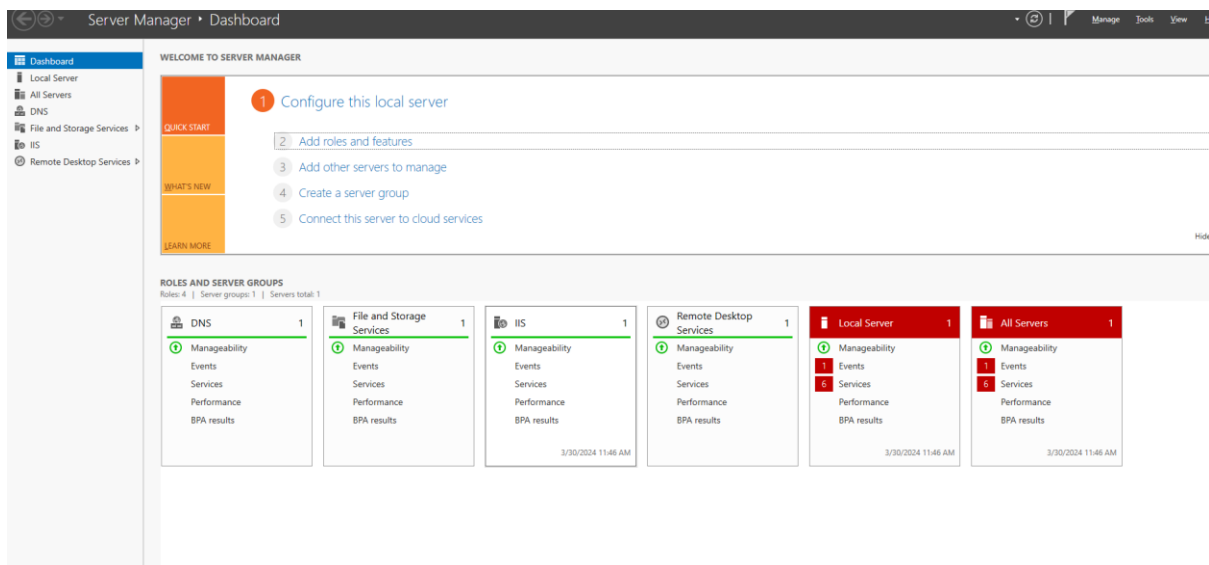 Server Manager ‣ Dashboard
Manage Tools View
Dashboard
Local Server
All Servers
DNS
File and Storage Services
IIS
Remote Desktop Services
WELCOME TO SERVER MANAGER
QUICK START
WHAT'S NEW
LEARN MORE
1 Configure this local server
2 Add roles and features
3 Add other servers to manage
4 Create a server group
5 Connect this server to cloud services
Hide
ROLES AND SERVER GROUPS
Roles: 4 | Server groups: 1 | Servers total: 1
DNS 1
Manageability
Events
Services
Performance
BPA results
File and Storage
Services 1
Manageability
Events
Services
Performance
BPA results
IIS 1
Manageability
Events
Services
Performance
BPA results
3/30/2024 11:46 AM
Remote Desktop
Services 1
Manageability
Events
Services
Performance
BPA results
Local Server 1
Manageability
1 Events
6 Services
Performance
BPA results
3/30/2024 11:46 AM
All Servers 1
Manageability
1 Events
6 Services
Performance
BPA results
3/30/2024 11:46 AM